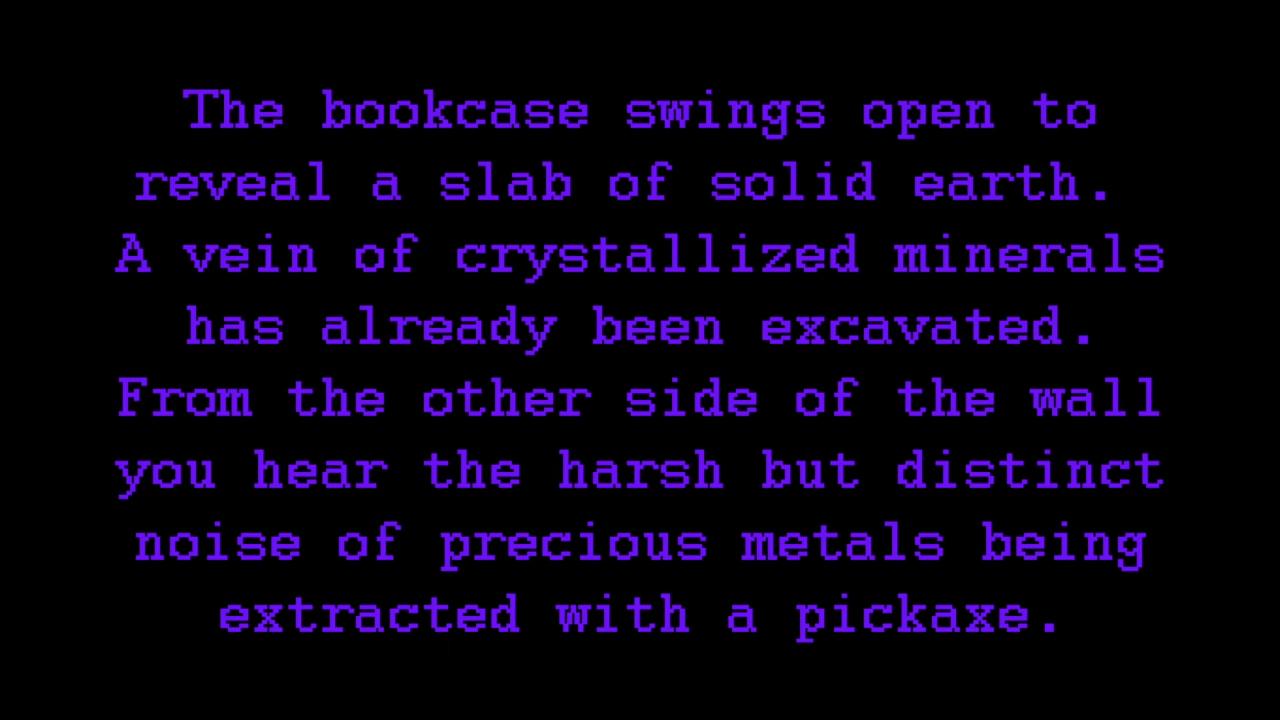 The bookcase swings open to
reveal a slab of solid earth.
A vein of crystallized minerals
has already been excavated.
From the other side of the wall
you hear the harsh but distinct
noise of precious metals being
extracted with a pickaxe.